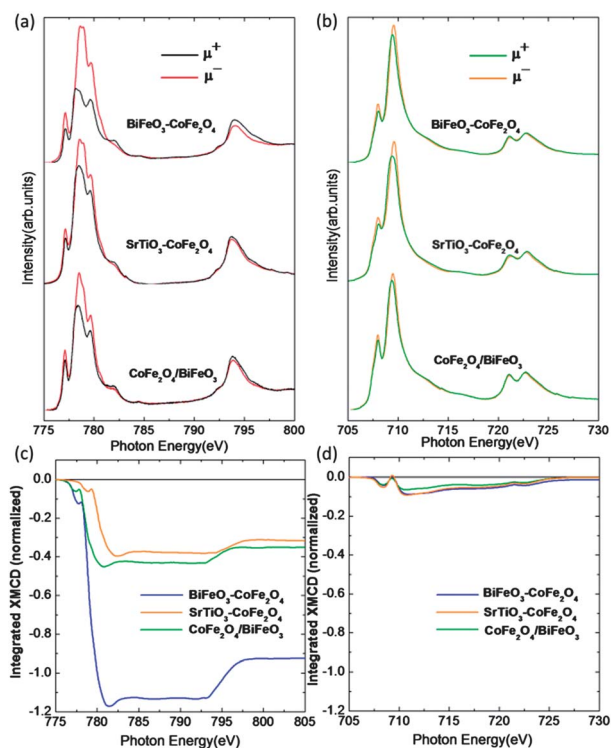 (a)
μ⁺
μ⁻
BiFeO₃-CoFe₂O₄
SrTiO₃-CoFe₂O₄
CoFe₂O₄/BiFeO₃
Intensity(arb.units)
775 780 785 790 795 800
Photon Energy(eV)
(b)
μ⁺
μ⁻
BiFeO₃-CoFe₂O₄
SrTiO₃-CoFe₂O₄
CoFe₂O₄/BiFeO₃
Intensity(arb.units)
705 710 715 720 725 730
Photon Energy(eV)
(c)
0.0
-0.2
-0.4
-0.6
-0.8
-1.0
-1.2
Integrated XMCD (normalized)
BiFeO₃-CoFe₂O₄
SrTiO₃-CoFe₂O₄
CoFe₂O₄/BiFeO₃
775 780 785 790 795 800 805
Photon Energy(eV)
(d)
0.0
-0.2
-0.4
-0.6
-0.8
-1.0
-1.2
Integrated XMCD (normalized)
BiFeO₃-CoFe₂O₄
SrTiO₃-CoFe₂O₄
CoFe₂O₄/BiFeO₃
705 710 715 720 725 730
Photon Energy(eV)